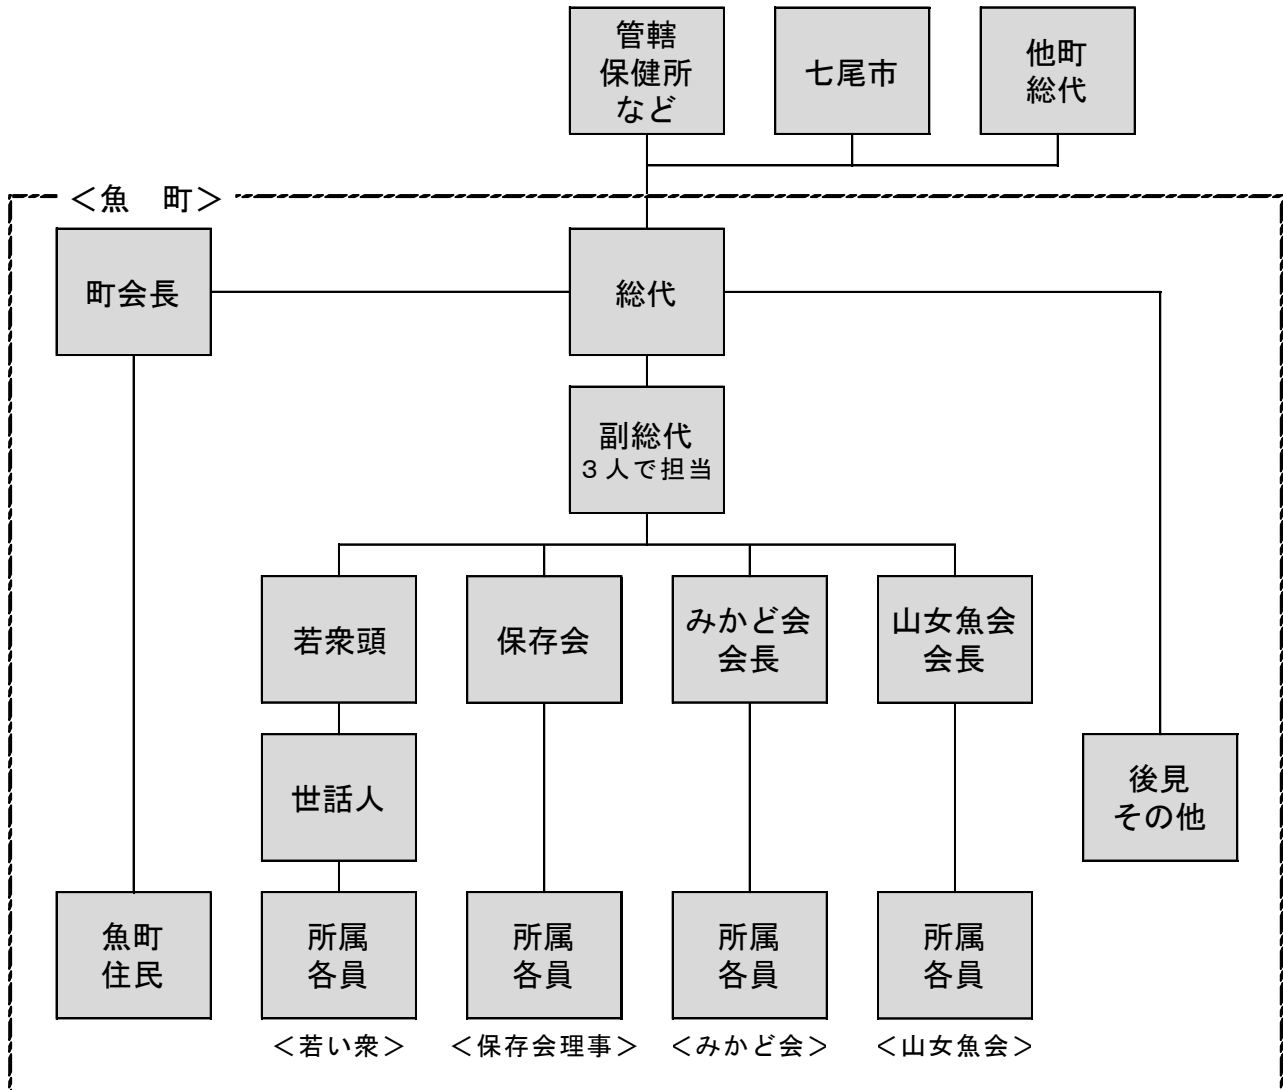 管轄
保健所
など
七尾市
他町
総代
＜魚　町＞
町会長
総代
副総代
３人で担当
若衆頭
保存会
みかど会
会長
山女魚会
会長
世話人
後見
その他
魚町
住民
所属
各員
所属
各員
所属
各員
所属
各員
＜若い衆＞
＜保存会理事＞
＜みかど会＞
＜山女魚会＞